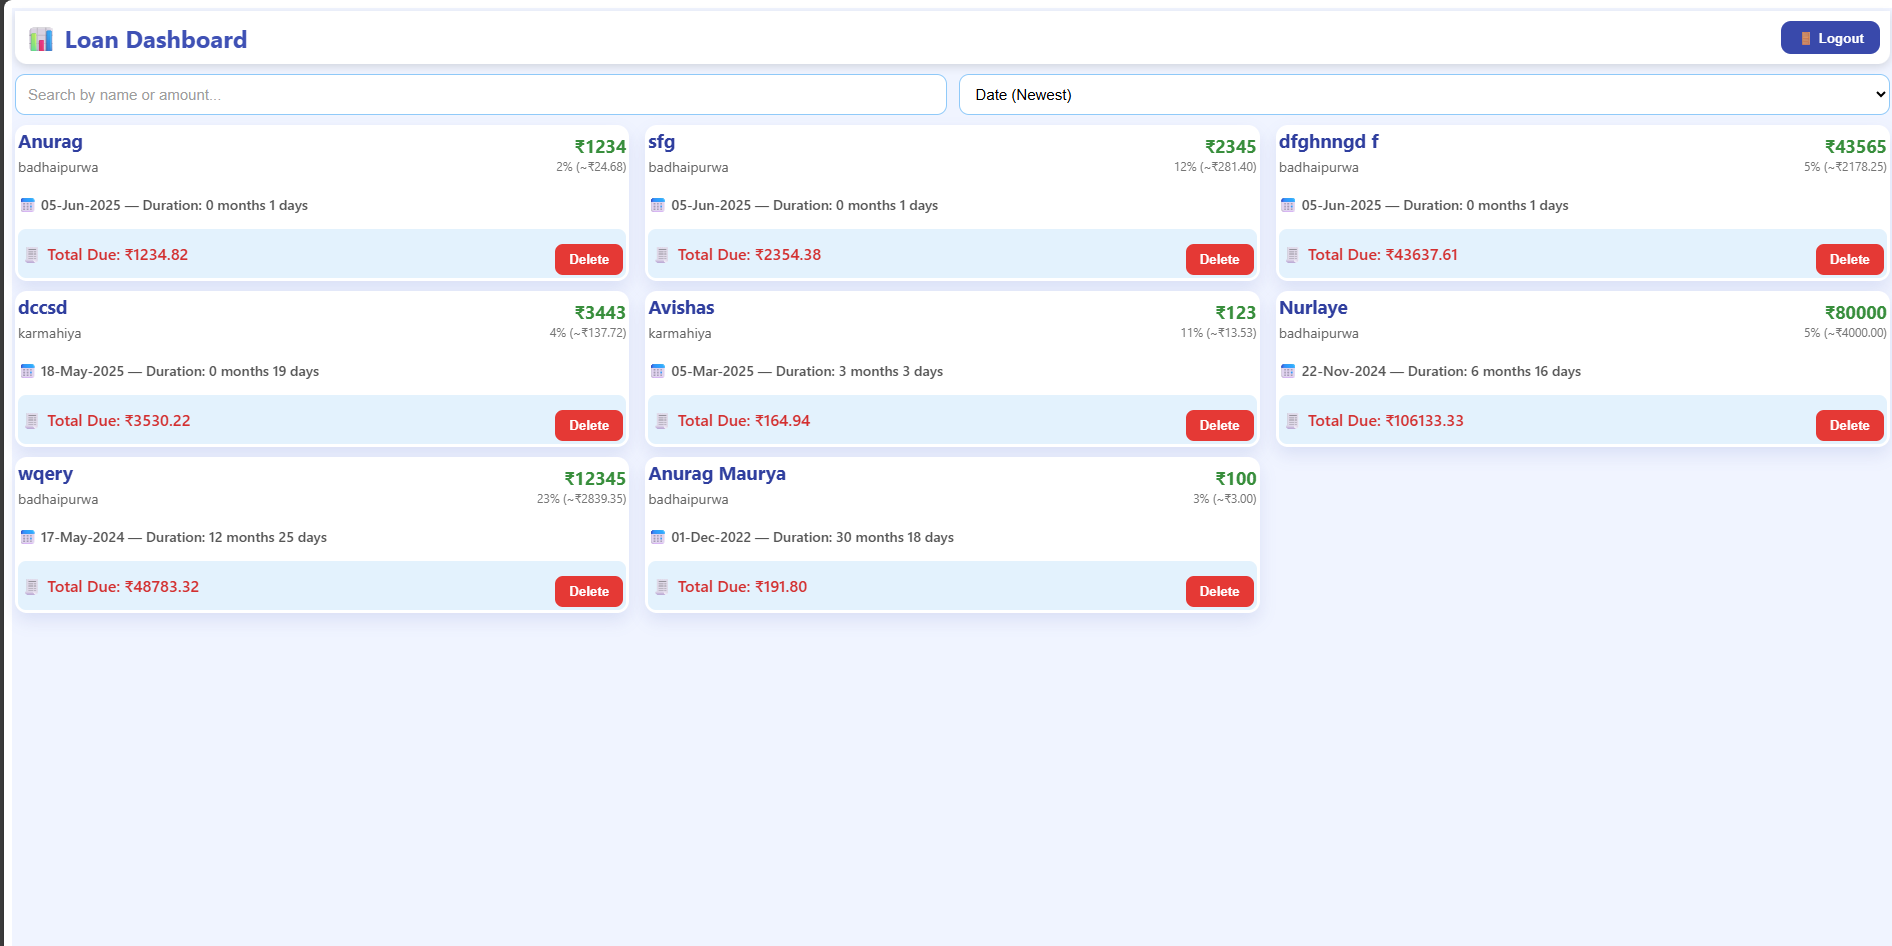 Loan Dashboard
Logout
Search by name or amount...
Date (Newest)
Anurag
₹1234
badhaipurwa
2% (~₹24.68)
05-Jun-2025 — Duration: 0 months 1 days
Total Due: ₹1234.82
Delete
sfg
₹2345
badhaipurwa
12% (~₹281.40)
05-Jun-2025 — Duration: 0 months 1 days
Total Due: ₹2354.38
Delete
dfghnngd f
₹43565
badhaipurwa
5% (~₹2178.25)
05-Jun-2025 — Duration: 0 months 1 days
Total Due: ₹43637.61
Delete
dccsd
₹3443
karmahiya
4% (~₹137.72)
18-May-2025 — Duration: 0 months 19 days
Total Due: ₹3530.22
Delete
Avishas
₹123
karmahiya
11% (~₹13.53)
05-Mar-2025 — Duration: 3 months 3 days
Total Due: ₹164.94
Delete
Nurlaye
₹80000
badhaipurwa
5% (~₹4000.00)
22-Nov-2024 — Duration: 6 months 16 days
Total Due: ₹106133.33
Delete
wqery
₹12345
badhaipurwa
23% (~₹2839.35)
17-May-2024 — Duration: 12 months 25 days
Total Due: ₹48783.32
Delete
Anurag Maurya
₹100
badhaipurwa
3% (~₹3.00)
01-Dec-2022 — Duration: 30 months 18 days
Total Due: ₹191.80
Delete